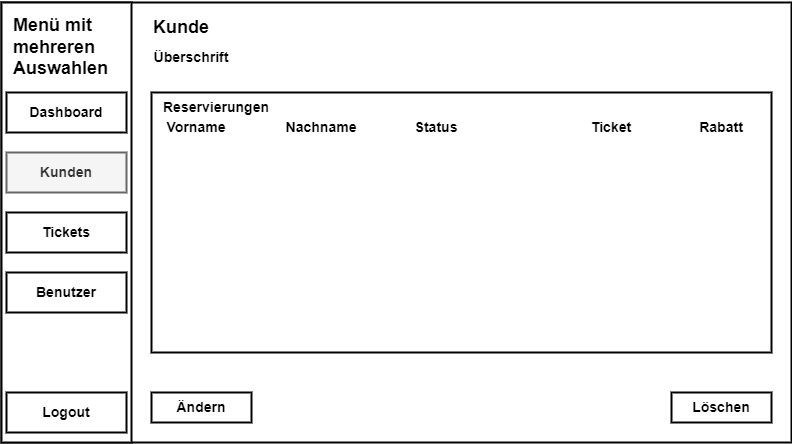 Menü mit
mehreren
Auswahlen
Dashboard
Kunden
Tickets
Benutzer
Logout
Kunde
Überschrift
Reservierungen
Vorname Nachname Status Ticket Rabatt
Ändern Löschen